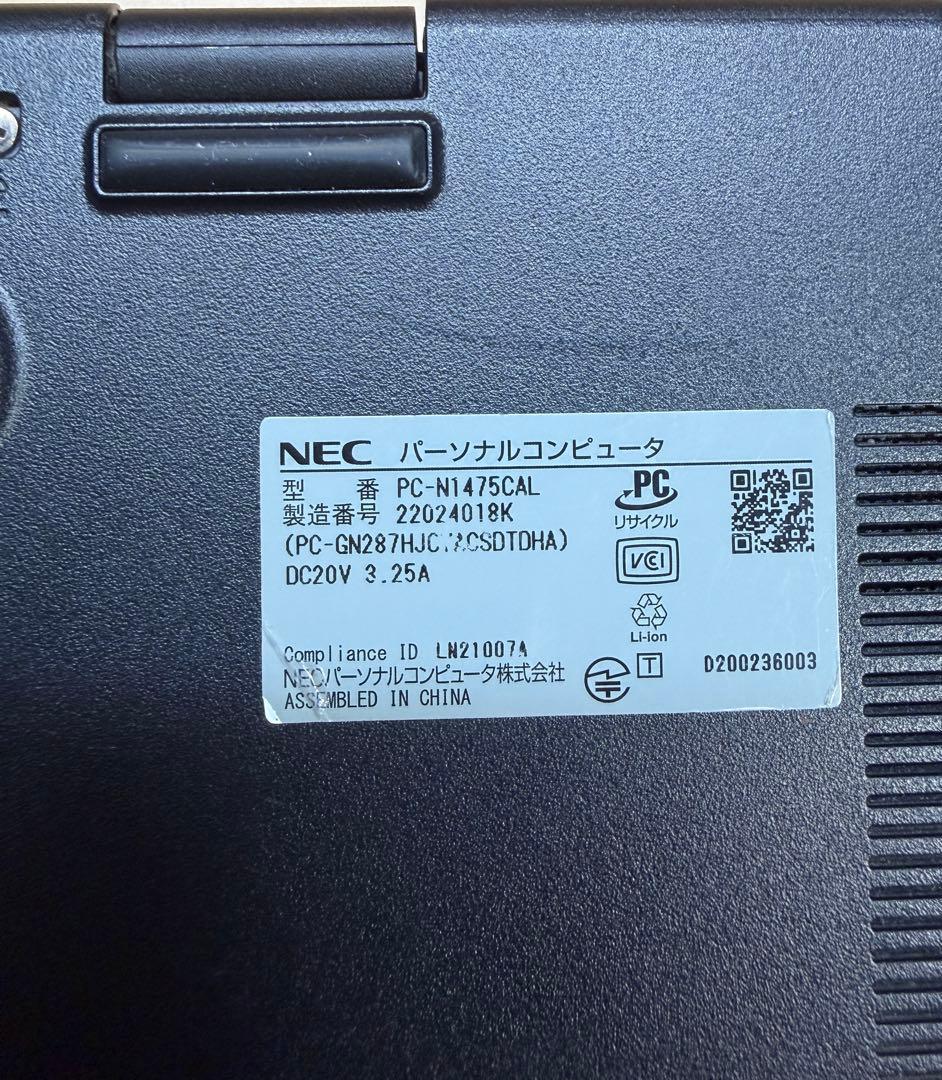 NEC パーソナルコンピュータ
型 番 PC-N1475CAL
製造番号 22024018K
DC20V 3.25A
Compliance ID LN21007A
NECパーソナルコンピュータ株式会社
ASSEMBLED IN CHINA
PC
リサイクル
VCCI
Li-ion
T
D200236003